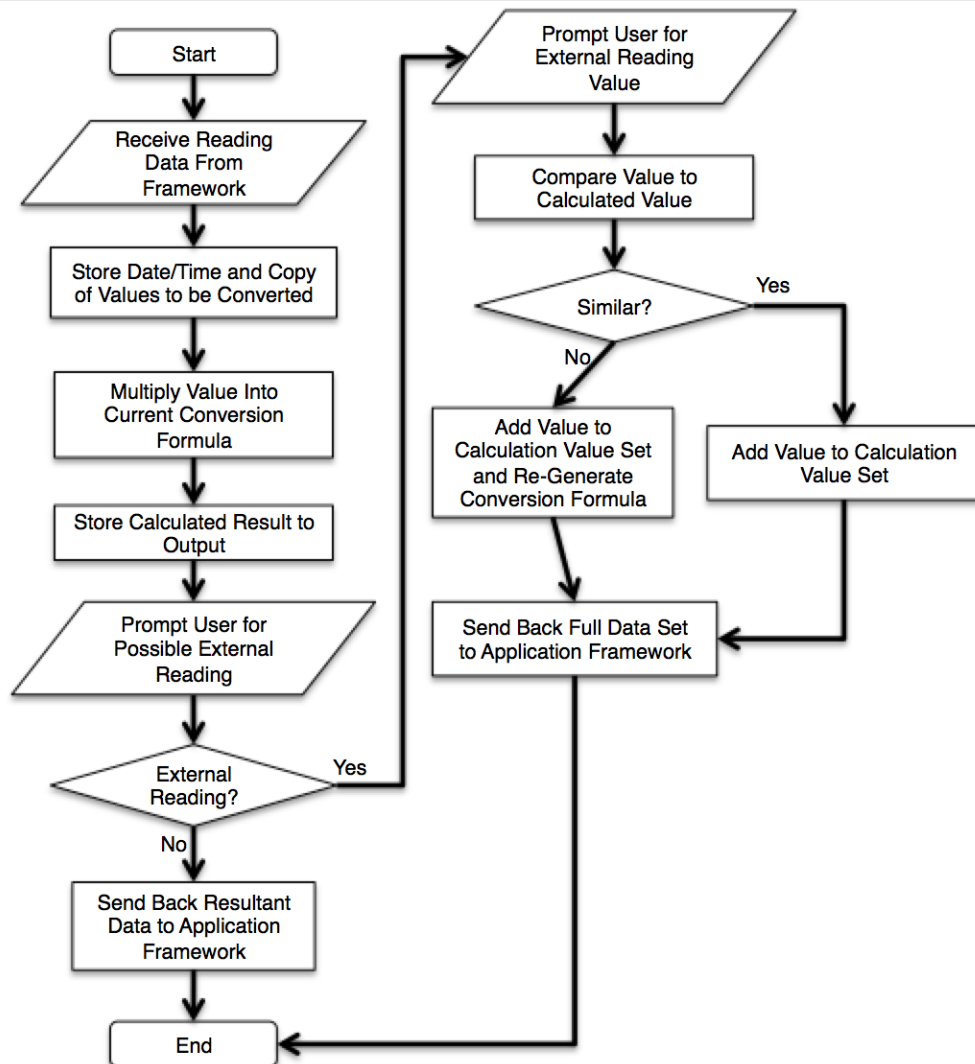 Start
Receive Reading
Data From
Framework
Store Date/Time and Copy
of Values to be Converted
Multiply Value Into
Current Conversion
Formula
Store Calculated Result to
Output
Prompt User for
Possible External
Reading
External
Reading?
Yes
No
Send Back Resultant
Data to Application
Framework
End
Prompt User for
External Reading
Value
Compare Value to
Calculated Value
Similar?
Yes
No
Add Value to
Calculation Value Set
and Re-Generate
Conversion Formula
Add Value to Calculation
Value Set
Send Back Full Data Set
to Application Framework